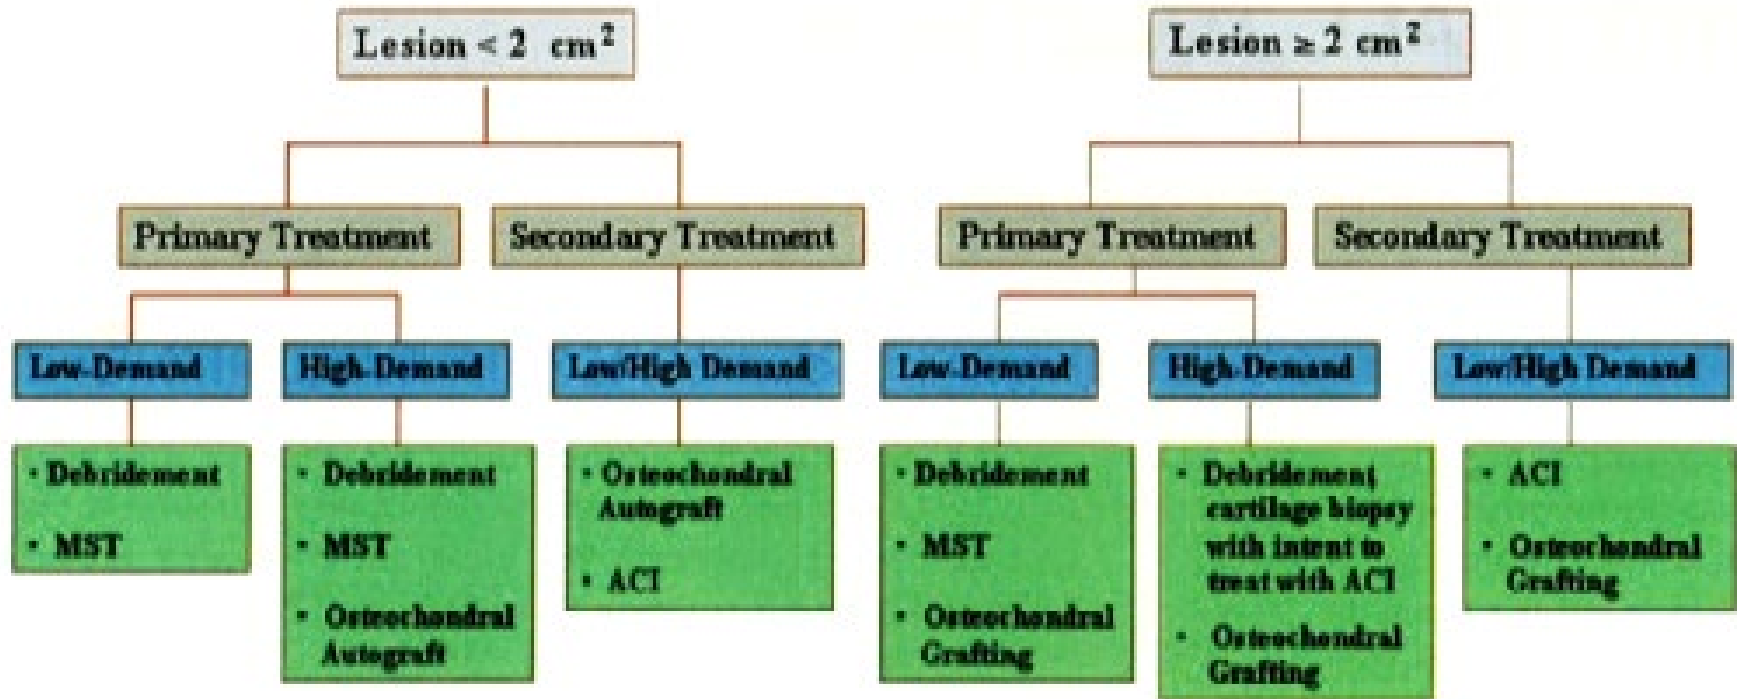 Lesion < 2 cm²
Lesion ≥ 2 cm²
Primary Treatment
Secondary Treatment
Primary Treatment
Secondary Treatment
Low-Demand
High-Demand
Low/High Demand
Low-Demand
High-Demand
Low/High Demand
• Debridement
• MST
• Debridement
• MST
• Osteochondral
Autograft
• Osteochondral
Autograft
• ACI
• Debridement
• MST
• Osteochondral
Grafting
• Debridement,
cartilage biopsy
with intent to
treat with ACI
• Osteochondral
Grafting
• ACI
• Osteochondral
Grafting